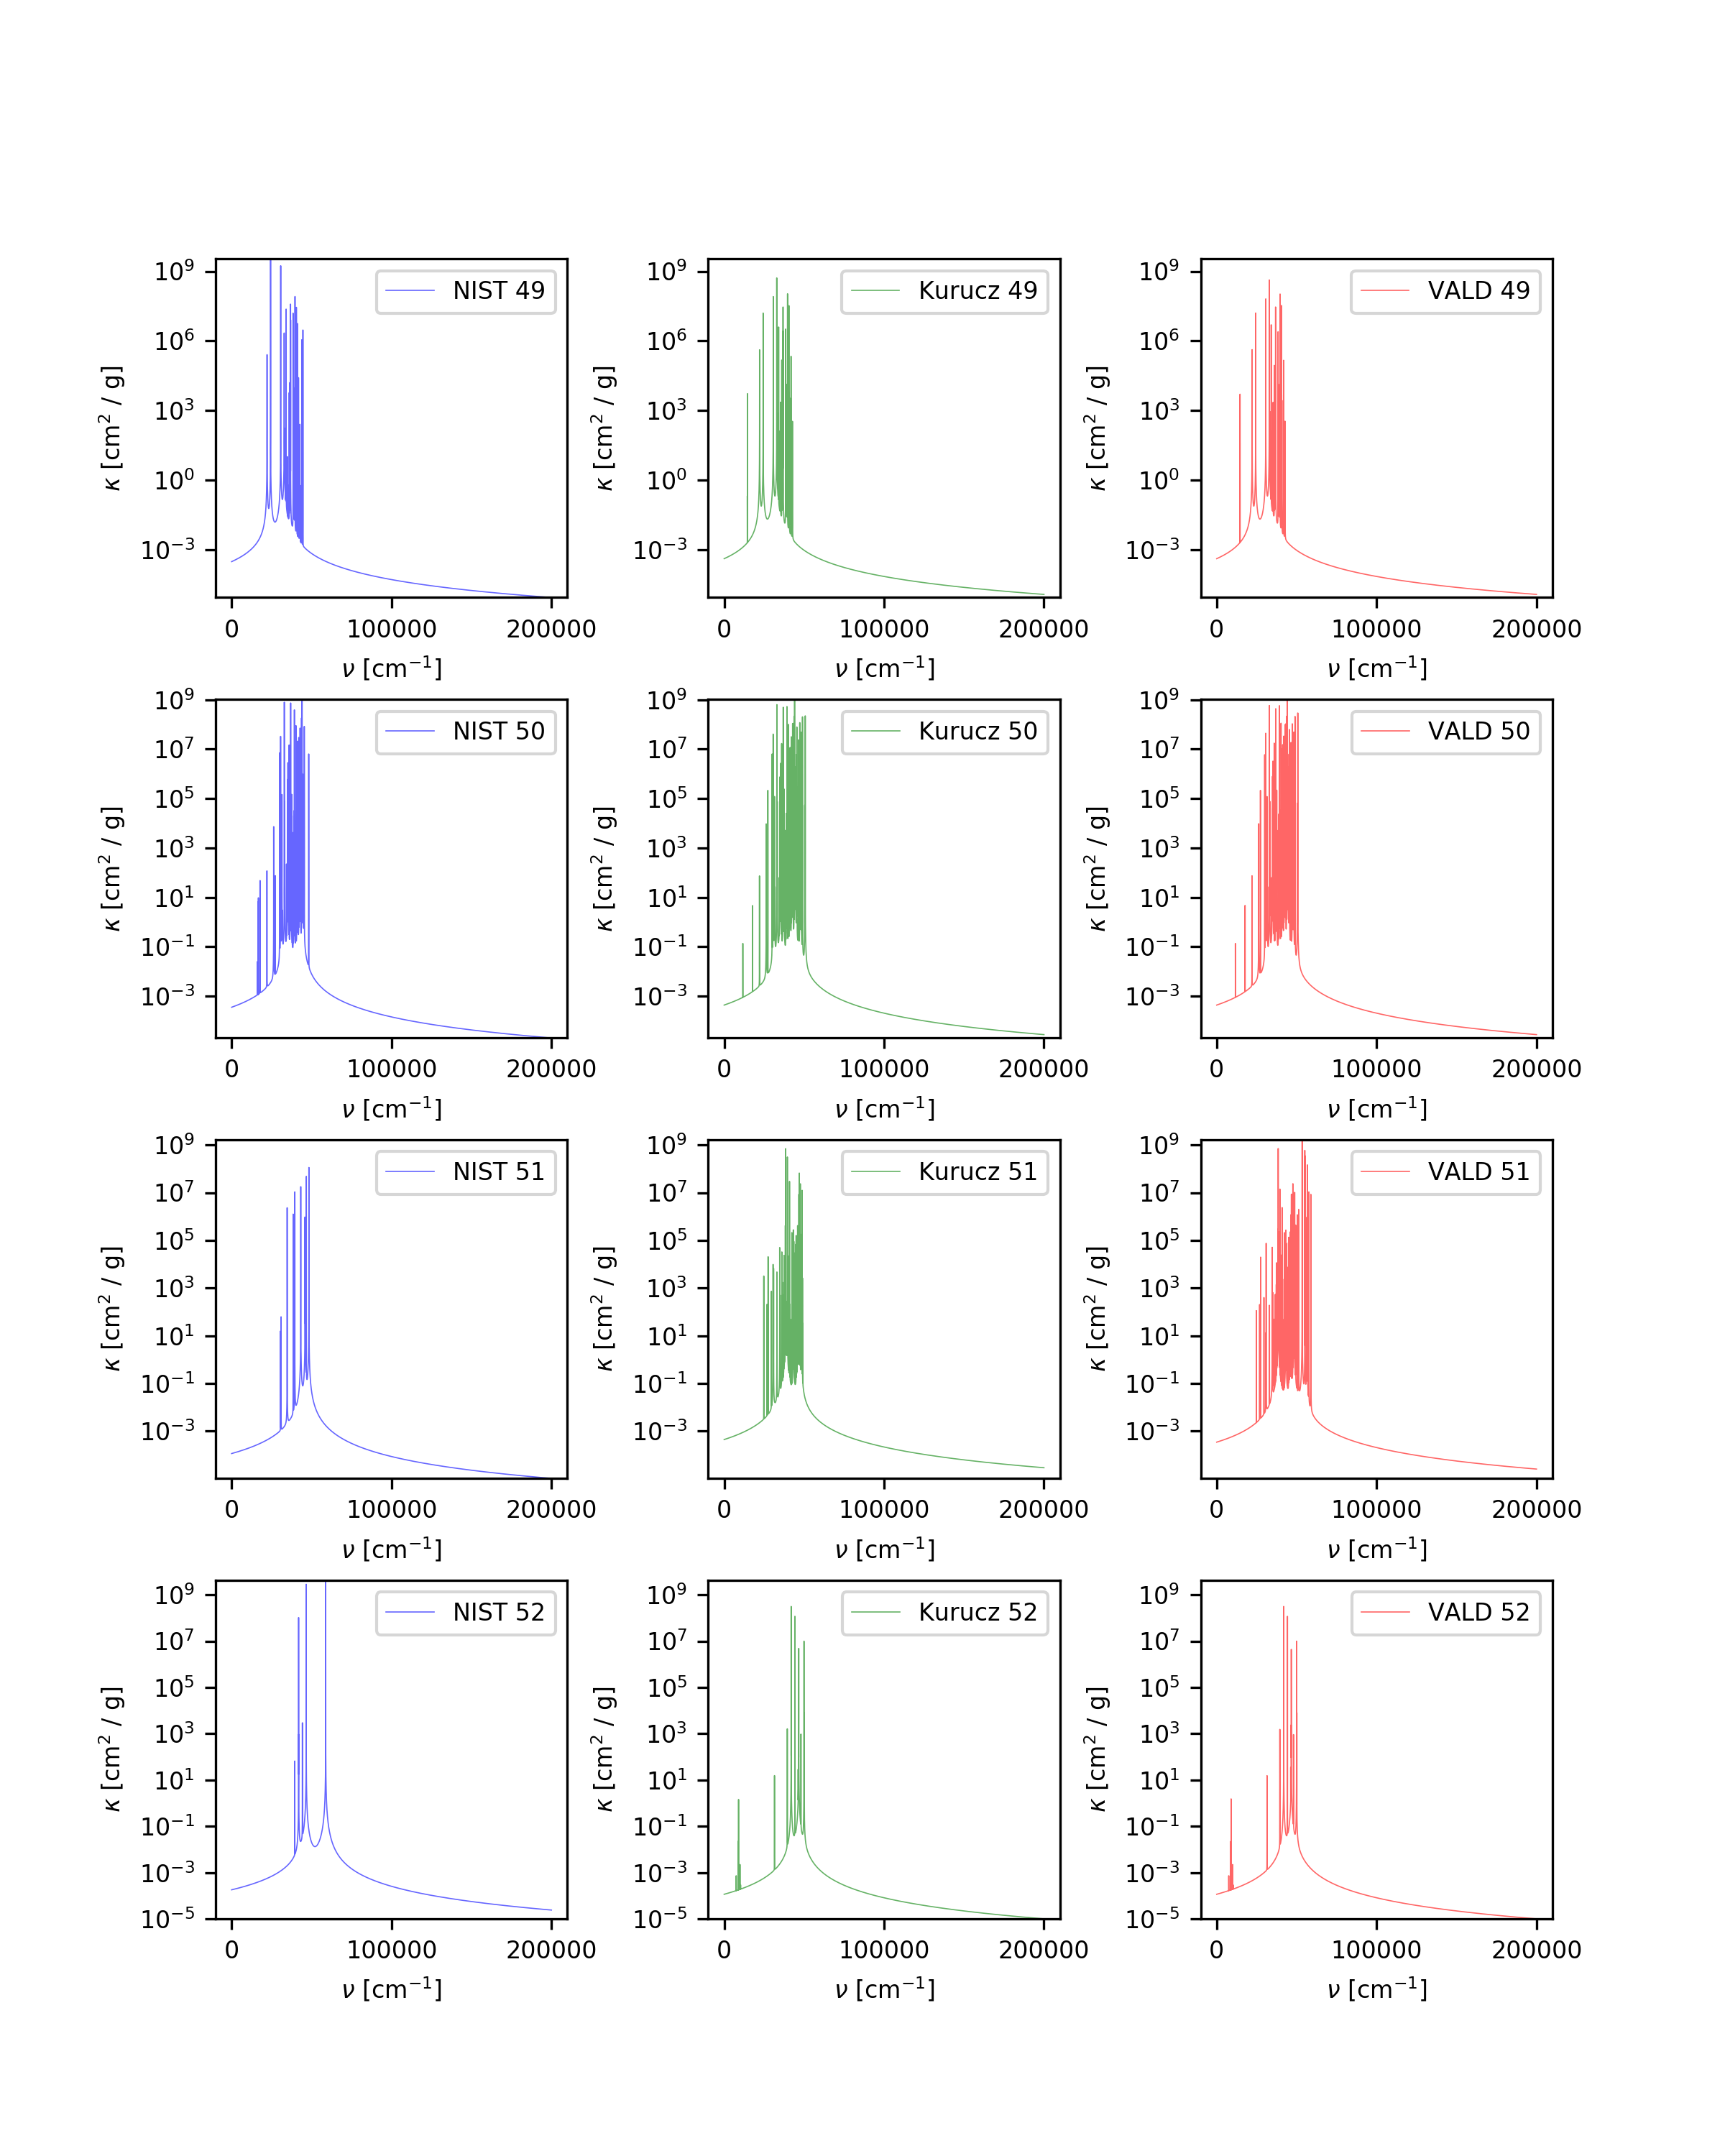 10⁹ 10⁶ 10³ 10⁰ 10⁻³
κ [cm² / g]
NIST 49
0 100000 200000
ν [cm⁻¹]
10⁹ 10⁶ 10³ 10⁰ 10⁻³
κ [cm² / g]
Kurucz 49
0 100000 200000
ν [cm⁻¹]
10⁹ 10⁶ 10³ 10⁰ 10⁻³
κ [cm² / g]
VALD 49
0 100000 200000
ν [cm⁻¹]
10⁹ 10⁷ 10⁵ 10³ 10¹ 10⁻¹ 10⁻³
κ [cm² / g]
NIST 50
0 100000 200000
ν [cm⁻¹]
10⁹ 10⁷ 10⁵ 10³ 10¹ 10⁻¹ 10⁻³
κ [cm² / g]
Kurucz 50
0 100000 200000
ν [cm⁻¹]
10⁹ 10⁷ 10⁵ 10³ 10¹ 10⁻¹ 10⁻³
κ [cm² / g]
VALD 50
0 100000 200000
ν [cm⁻¹]
10⁹ 10⁷ 10⁵ 10³ 10¹ 10⁻¹ 10⁻³
κ [cm² / g]
NIST 51
0 100000 200000
ν [cm⁻¹]
10⁹ 10⁷ 10⁵ 10³ 10¹ 10⁻¹ 10⁻³
κ [cm² / g]
Kurucz 51
0 100000 200000
ν [cm⁻¹]
10⁹ 10⁷ 10⁵ 10³ 10¹ 10⁻¹ 10⁻³
κ [cm² / g]
VALD 51
0 100000 200000
ν [cm⁻¹]
10⁹ 10⁷ 10⁵ 10³ 10¹ 10⁻¹ 10⁻³ 10⁻⁵
κ [cm² / g]
NIST 52
0 100000 200000
ν [cm⁻¹]
10⁹ 10⁷ 10⁵ 10³ 10¹ 10⁻¹ 10⁻³ 10⁻⁵
κ [cm² / g]
Kurucz 52
0 100000 200000
ν [cm⁻¹]
10⁹ 10⁷ 10⁵ 10³ 10¹ 10⁻¹ 10⁻³ 10⁻⁵
κ [cm² / g]
VALD 52
0 100000 200000
ν [cm⁻¹]